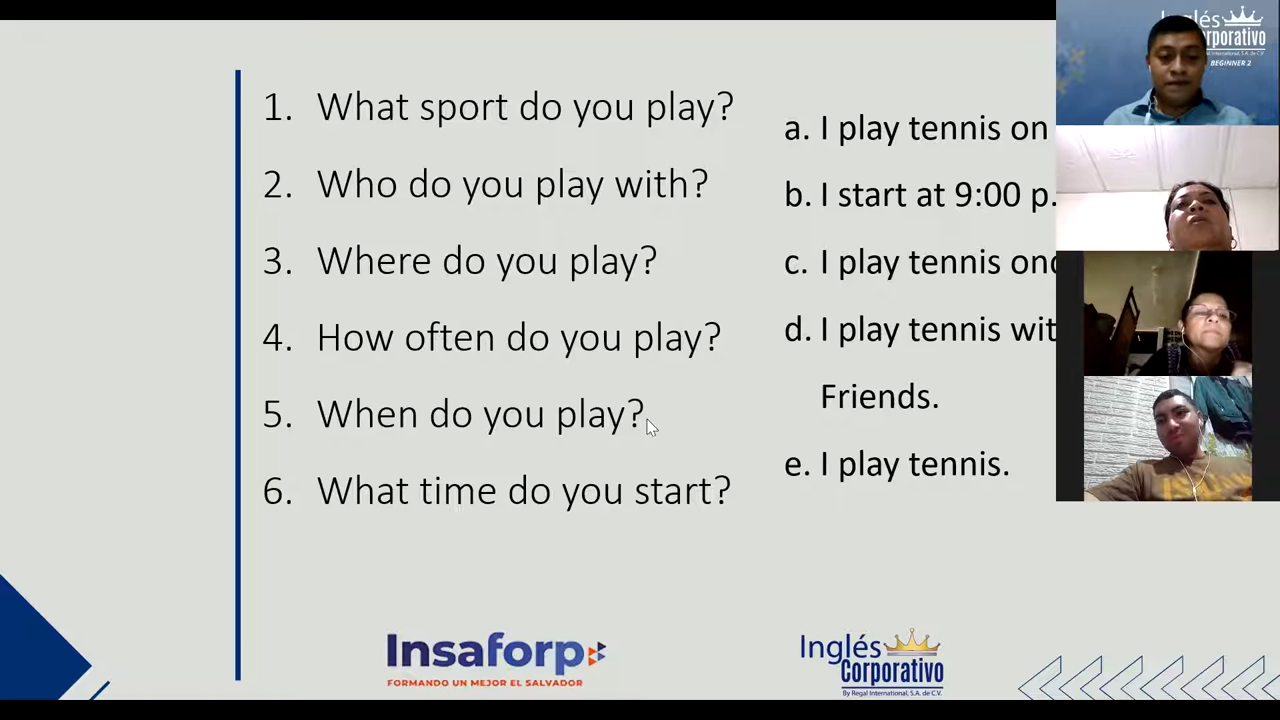 1. What sport do you play?
2. Who do you play with?
3. Where do you play?
4. How often do you play?
5. When do you play?
6. What time do you start?
a. I play tennis on
b. I start at 9:00 p.
c. I play tennis
d. I play tennis
Friends.
e. I play tennis.
Inglés
BEGINNER 2
Insaforp
FORMANDO UN MEJOR EL SALVADOR
Inglés
Corporativo
By Regal International, S.A. de C.V.